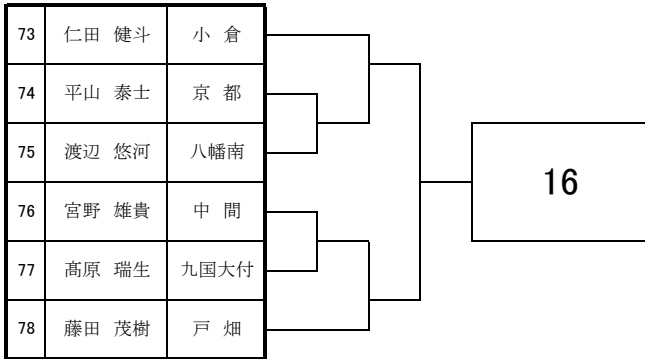 73 仁田 健斗 小 倉
74 平山 泰士 京 都
75 渡辺 悠河 八幡南
76 宮野 雄貴 中 間
77 髙原 瑞生 九国大付
78 藤田 茂樹 戸 畑
16